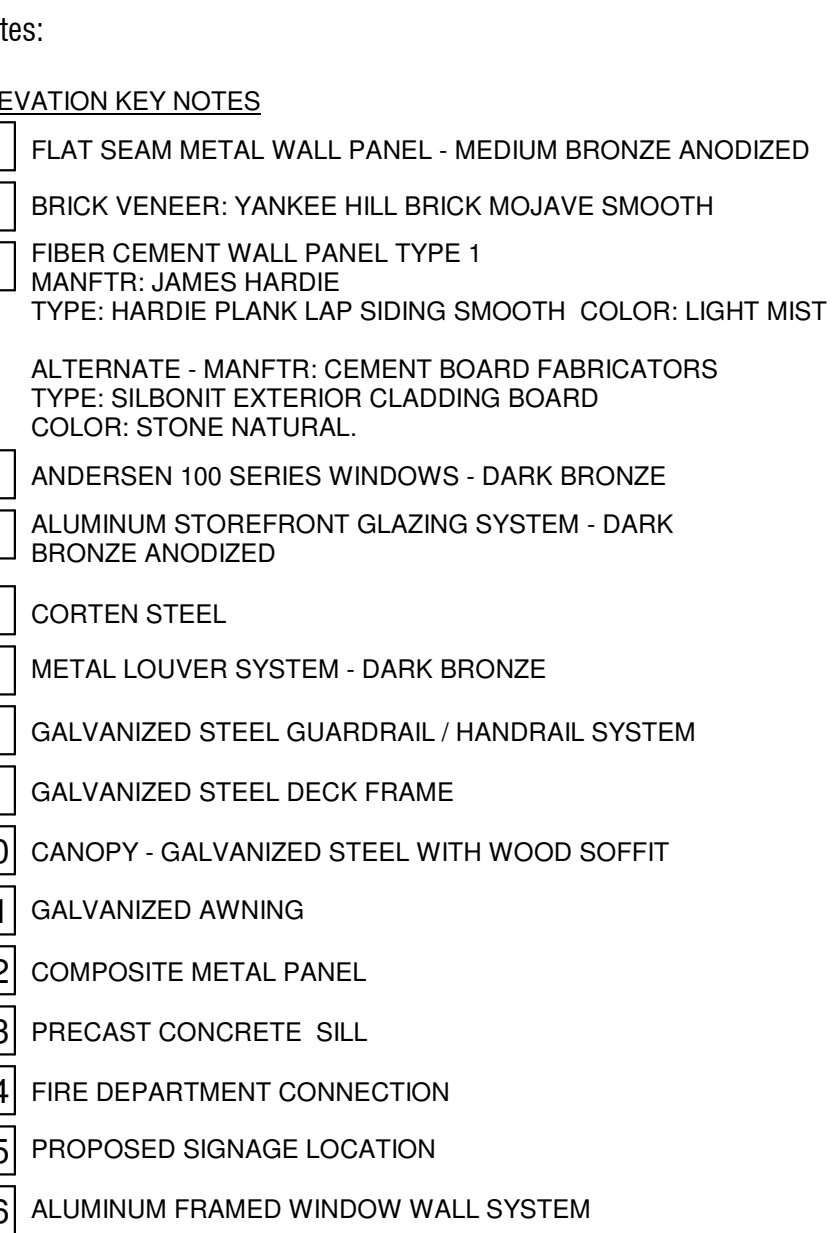 tes:
EVATION KEY NOTES
FLAT SEAM METAL WALL PANEL - MEDIUM BRONZE ANODIZED
BRICK VENEER: YANKEE HILL BRICK MOJAVE SMOOTH
FIBER CEMENT WALL PANEL TYPE 1
MANFTR: JAMES HARDIE
TYPE: HARDIE PLANK LAP SIDING SMOOTH COLOR: LIGHT MIST
ALTERNATE - MANFTR: CEMENT BOARD FABRICATORS
TYPE: SILBONIT EXTERIOR CLADDING BOARD
COLOR: STONE NATURAL.
ANDERSEN 100 SERIES WINDOWS - DARK BRONZE
ALUMINUM STOREFRONT GLAZING SYSTEM - DARK
BRONZE ANODIZED
CORTEN STEEL
METAL LOUVER SYSTEM - DARK BRONZE
GALVANIZED STEEL GUARDRAIL / HANDRAIL SYSTEM
GALVANIZED STEEL DECK FRAME
0 CANOPY - GALVANIZED STEEL WITH WOOD SOFFIT
1 GALVANIZED AWNING
2 COMPOSITE METAL PANEL
3 PRECAST CONCRETE SILL
4 FIRE DEPARTMENT CONNECTION
5 PROPOSED SIGNAGE LOCATION
6 ALUMINUM FRAMED WINDOW WALL SYSTEM